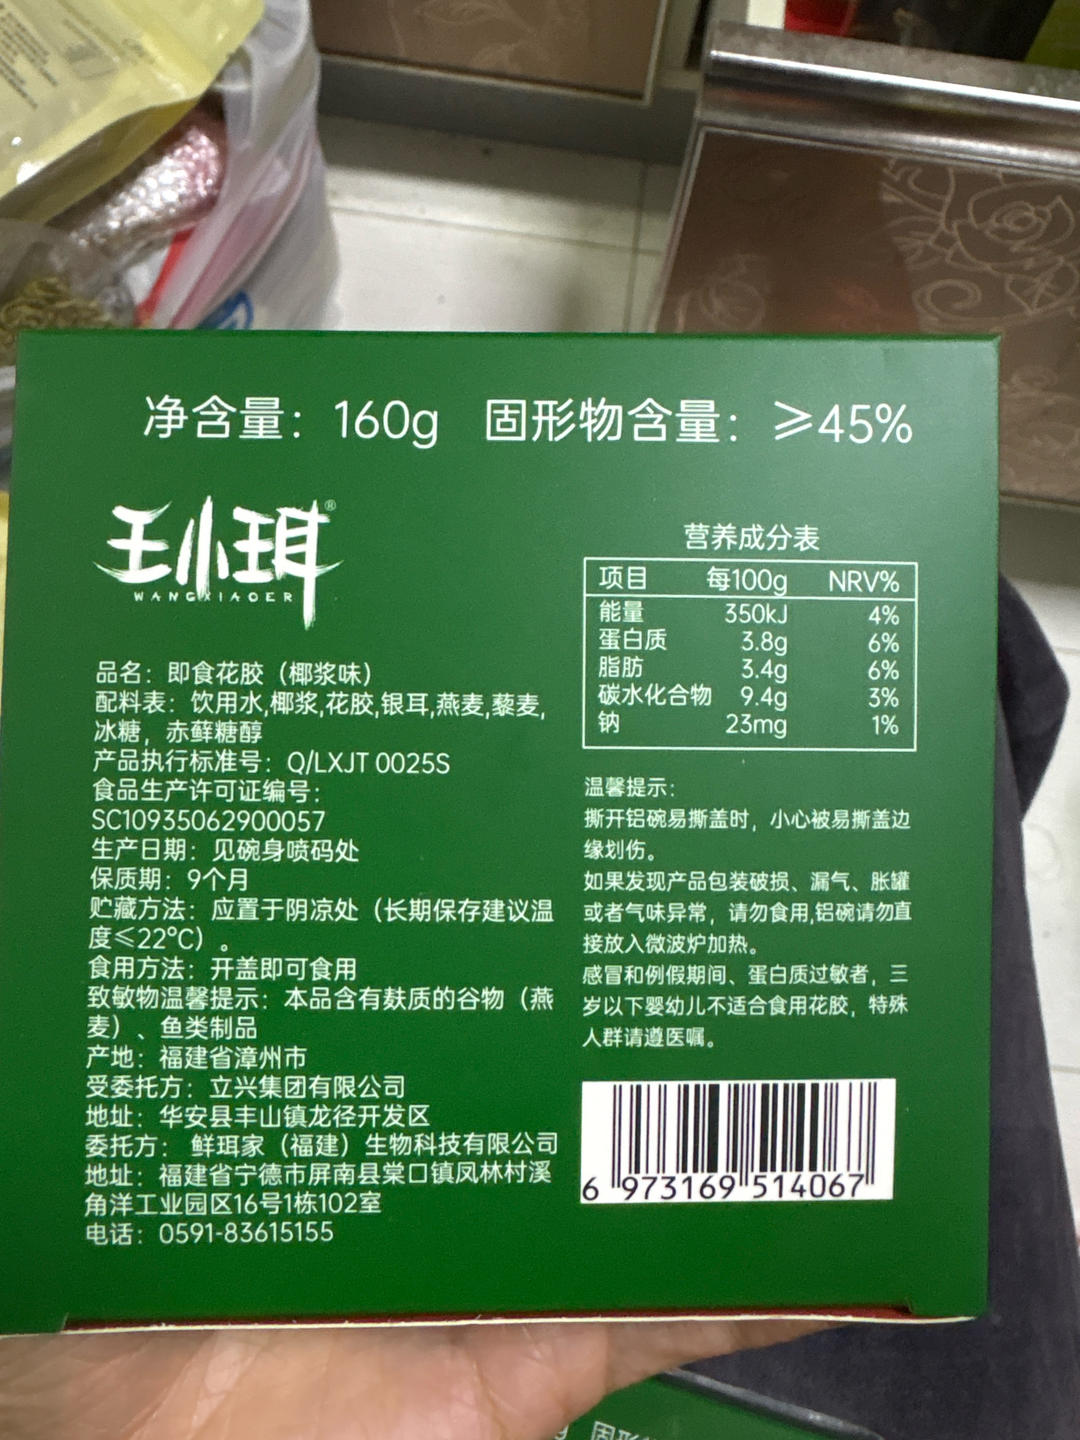 净含量：160g 固形物含量：≥45%
王小珥®
WANGXIAOER
品名：即食花胶（椰浆味）
配料表：饮用水,椰浆,花胶,银耳,燕麦,藜麦,
冰糖，赤藓糖醇
产品执行标准号：Q/LXJT 0025S
食品生产许可证编号：
SC10935062900057
生产日期：见碗身喷码处
保质期：9个月
贮藏方法：应置于阴凉处（长期保存建议温
度≤22℃）。
食用方法：开盖即可食用
致敏物温馨提示：本品含有麸质的谷物（燕
麦）、鱼类制品
产地：福建省漳州市
受委托方：立兴集团有限公司
地址：华安县丰山镇龙径开发区
委托方：鲜珥家（福建）生物科技有限公司
地址：福建省宁德市屏南县棠口镇凤林村溪
角洋工业园区16号1栋102室
电话：0591-83615155
营养成分表
项目 每100g NRV%
能量 350kJ 4%
蛋白质 3.8g 6%
脂肪 3.4g 6%
碳水化合物 9.4g 3%
钠 23mg 1%
温馨提示：
撕开铝碗易撕盖时，小心被易撕盖边
缘划伤。
如果发现产品包装破损、漏气、胀罐
或者气味异常，请勿食用,铝碗请勿直
接放入微波炉加热。
感冒和例假期间、蛋白质过敏者，三
岁以下婴幼儿不适合食用花胶，特殊
人群请遵医嘱。
6 973169 514067